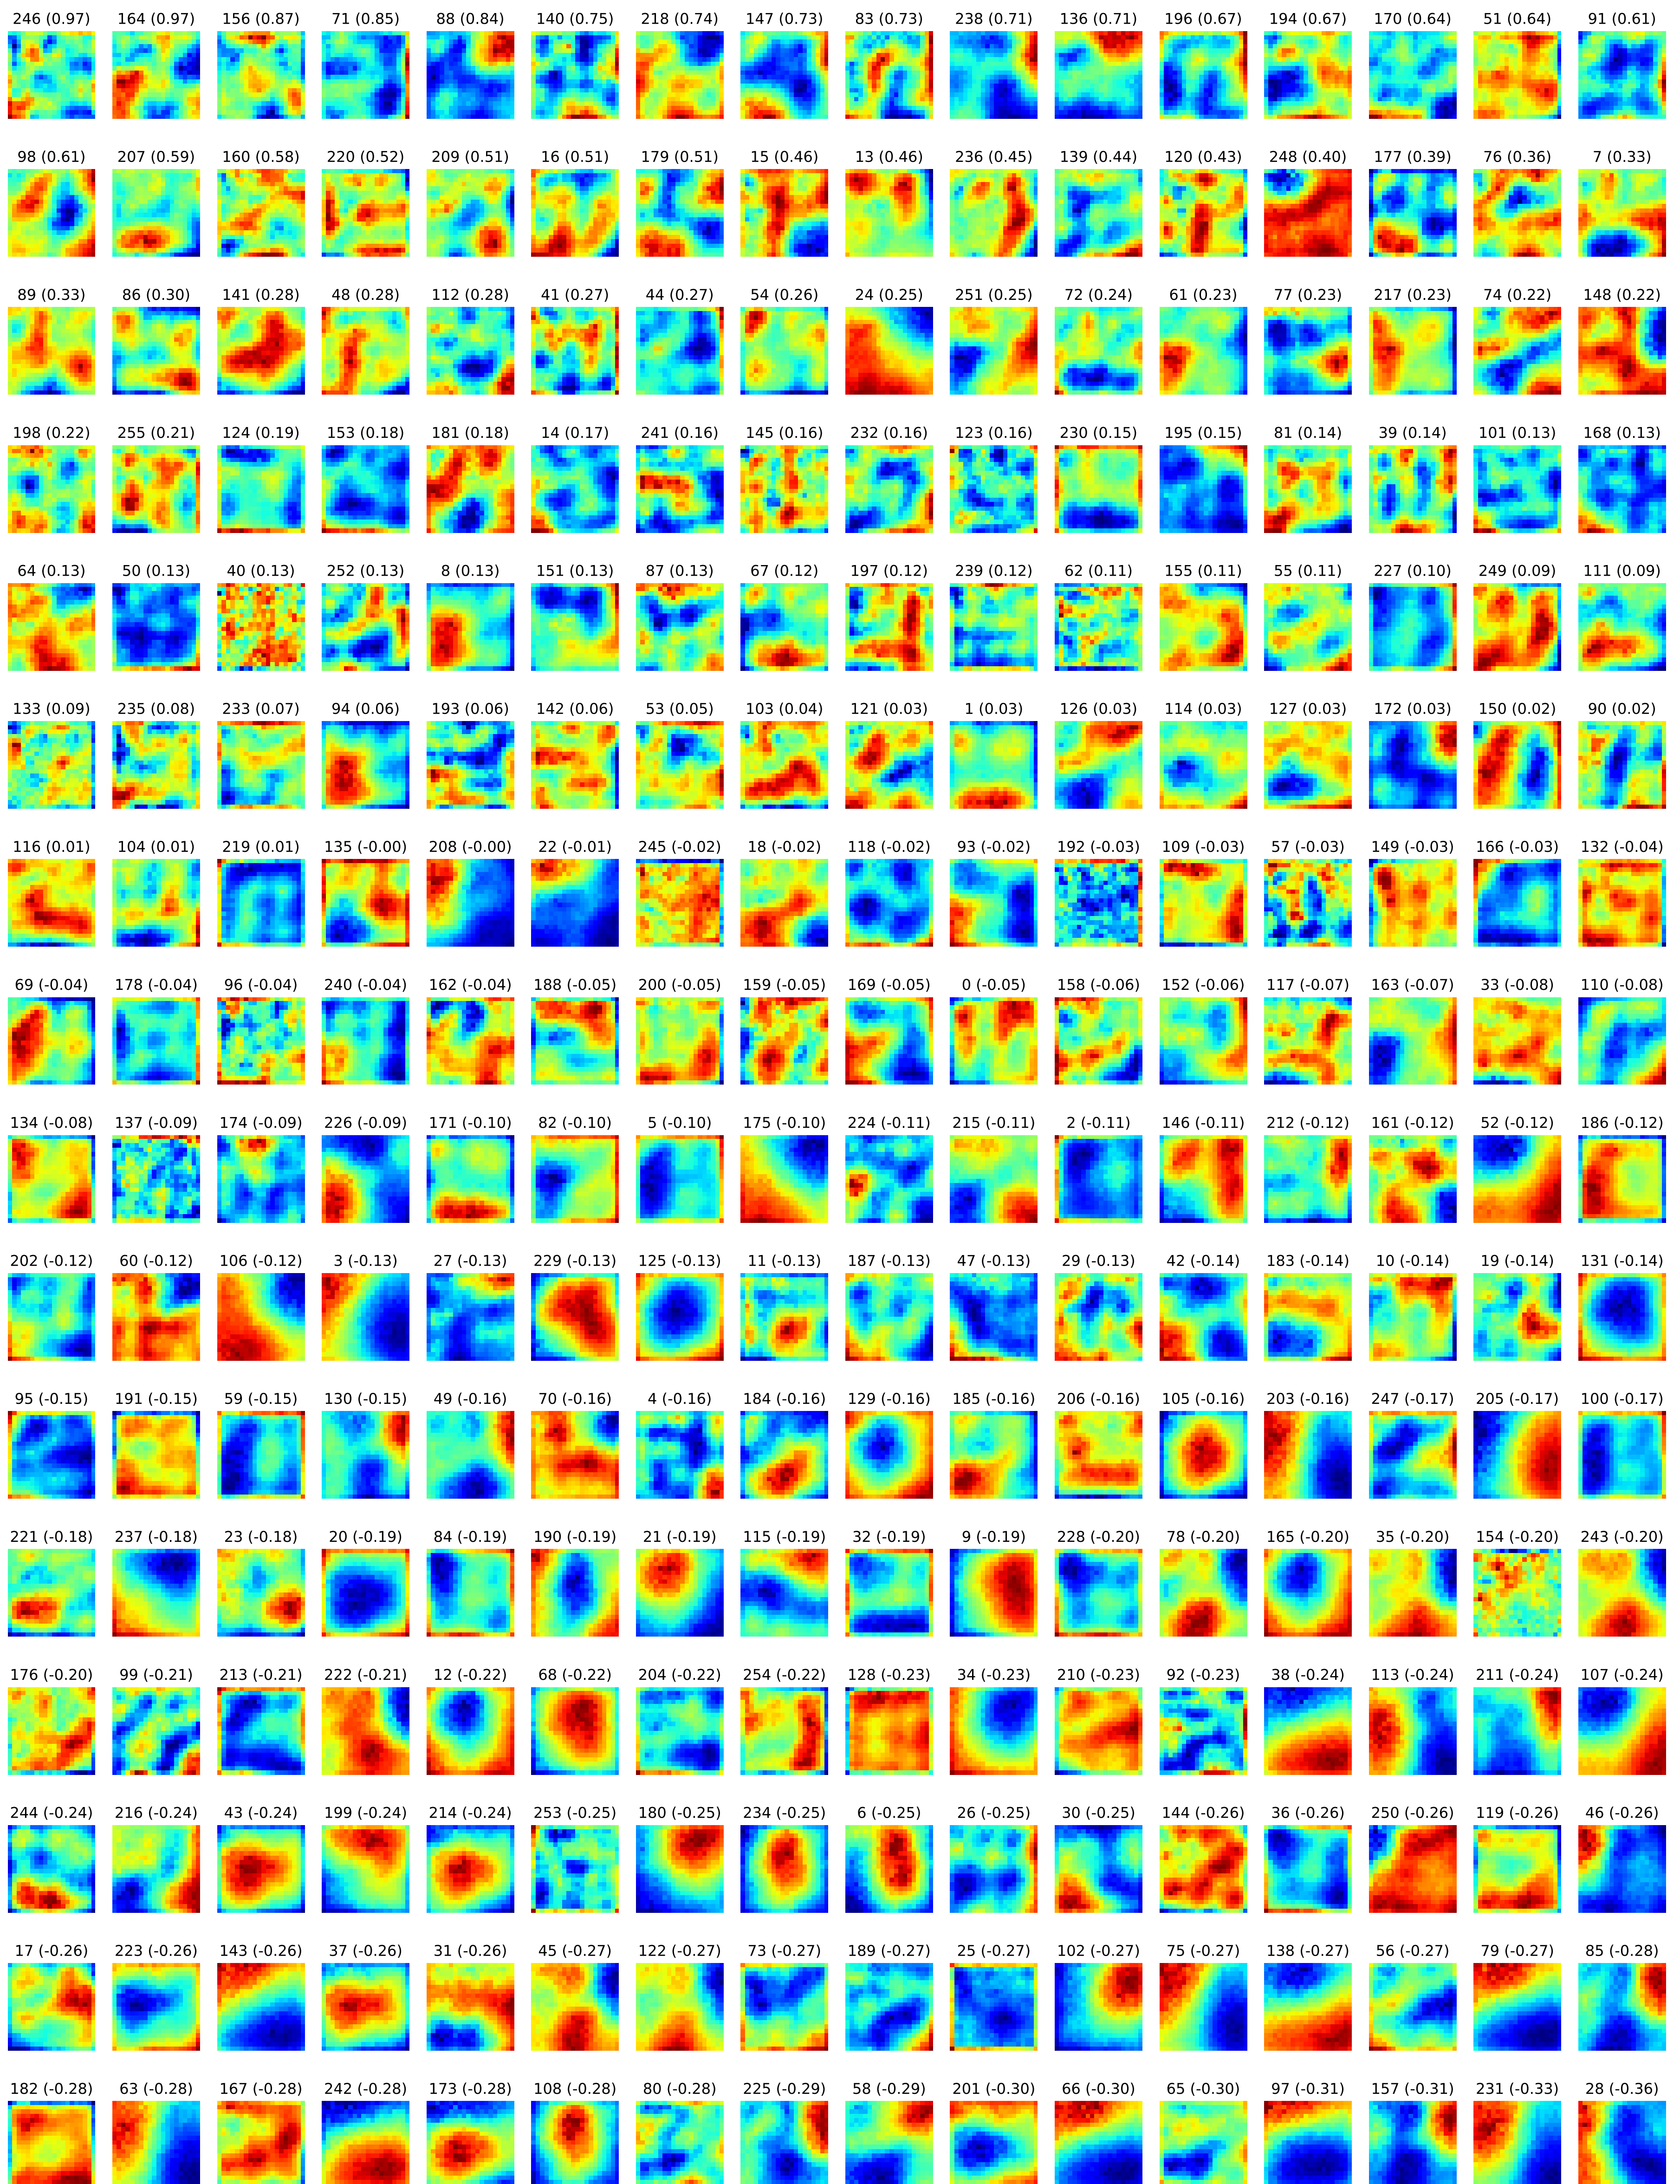 246 (0.97) 164 (0.97) 156 (0.87) 71 (0.85) 88 (0.84) 140 (0.75) 218 (0.74) 147 (0.73) 83 (0.73) 238 (0.71) 136 (0.71) 196 (0.67) 194 (0.67) 170 (0.64) 51 (0.64) 91 (0.61)
98 (0.61) 207 (0.59) 160 (0.58) 220 (0.52) 209 (0.51) 16 (0.51) 179 (0.51) 15 (0.46) 13 (0.46) 236 (0.45) 139 (0.44) 120 (0.43) 248 (0.40) 177 (0.39) 76 (0.36) 7 (0.33)
89 (0.33) 86 (0.30) 141 (0.28) 48 (0.28) 112 (0.28) 41 (0.27) 44 (0.27) 54 (0.26) 24 (0.25) 251 (0.25) 72 (0.24) 61 (0.23) 77 (0.23) 217 (0.23) 74 (0.22) 148 (0.22)
198 (0.22) 255 (0.21) 124 (0.19) 153 (0.18) 181 (0.18) 14 (0.17) 241 (0.16) 145 (0.16) 232 (0.16) 123 (0.16) 230 (0.15) 195 (0.15) 81 (0.14) 39 (0.14) 101 (0.13) 168 (0.13)
64 (0.13) 50 (0.13) 40 (0.13) 252 (0.13) 8 (0.13) 151 (0.13) 87 (0.13) 67 (0.12) 197 (0.12) 239 (0.12) 62 (0.11) 155 (0.11) 55 (0.11) 227 (0.10) 249 (0.09) 111 (0.09)
133 (0.09) 235 (0.08) 233 (0.07) 94 (0.06) 193 (0.06) 142 (0.06) 53 (0.05) 103 (0.04) 121 (0.03) 1 (0.03) 126 (0.03) 114 (0.03) 127 (0.03) 172 (0.03) 150 (0.02) 90 (0.02)
116 (0.01) 104 (0.01) 219 (0.01) 135 (-0.00) 208 (-0.00) 22 (-0.01) 245 (-0.02) 18 (-0.02) 118 (-0.02) 93 (-0.02) 192 (-0.03) 109 (-0.03) 57 (-0.03) 149 (-0.03) 166 (-0.03) 132 (-0.04)
69 (-0.04) 178 (-0.04) 96 (-0.04) 240 (-0.04) 162 (-0.04) 188 (-0.05) 200 (-0.05) 159 (-0.05) 169 (-0.05) 0 (-0.05) 158 (-0.06) 152 (-0.06) 117 (-0.07) 163 (-0.07) 33 (-0.08) 110 (-0.08)
134 (-0.08) 137 (-0.09) 174 (-0.09) 226 (-0.09) 171 (-0.10) 82 (-0.10) 5 (-0.10) 175 (-0.10) 224 (-0.11) 215 (-0.11) 2 (-0.11) 146 (-0.11) 212 (-0.12) 161 (-0.12) 52 (-0.12) 186 (-0.12)
202 (-0.12) 60 (-0.12) 106 (-0.12) 3 (-0.13) 27 (-0.13) 229 (-0.13) 125 (-0.13) 11 (-0.13) 187 (-0.13) 47 (-0.13) 29 (-0.13) 42 (-0.14) 183 (-0.14) 10 (-0.14) 19 (-0.14) 131 (-0.14)
95 (-0.15) 191 (-0.15) 59 (-0.15) 130 (-0.15) 49 (-0.16) 70 (-0.16) 4 (-0.16) 184 (-0.16) 129 (-0.16) 185 (-0.16) 206 (-0.16) 105 (-0.16) 203 (-0.16) 247 (-0.17) 205 (-0.17) 100 (-0.17)
221 (-0.18) 237 (-0.18) 23 (-0.18) 20 (-0.19) 84 (-0.19) 190 (-0.19) 21 (-0.19) 115 (-0.19) 32 (-0.19) 9 (-0.19) 228 (-0.20) 78 (-0.20) 165 (-0.20) 35 (-0.20) 154 (-0.20) 243 (-0.20)
176 (-0.20) 99 (-0.21) 213 (-0.21) 222 (-0.21) 12 (-0.22) 68 (-0.22) 204 (-0.22) 254 (-0.22) 128 (-0.23) 34 (-0.23) 210 (-0.23) 92 (-0.23) 38 (-0.24) 113 (-0.24) 211 (-0.24) 107 (-0.24)
244 (-0.24) 216 (-0.24) 43 (-0.24) 199 (-0.24) 214 (-0.24) 253 (-0.25) 180 (-0.25) 234 (-0.25) 6 (-0.25) 26 (-0.25) 30 (-0.25) 144 (-0.26) 36 (-0.26) 250 (-0.26) 119 (-0.26) 46 (-0.26)
17 (-0.26) 223 (-0.26) 143 (-0.26) 37 (-0.26) 31 (-0.26) 45 (-0.27) 122 (-0.27) 73 (-0.27) 189 (-0.27) 25 (-0.27) 102 (-0.27) 75 (-0.27) 138 (-0.27) 56 (-0.27) 79 (-0.27) 85 (-0.28)
182 (-0.28) 63 (-0.28) 167 (-0.28) 242 (-0.28) 173 (-0.28) 108 (-0.28) 80 (-0.28) 225 (-0.29) 58 (-0.29) 201 (-0.30) 66 (-0.30) 65 (-0.30) 97 (-0.31) 157 (-0.31) 231 (-0.33) 28 (-0.36)